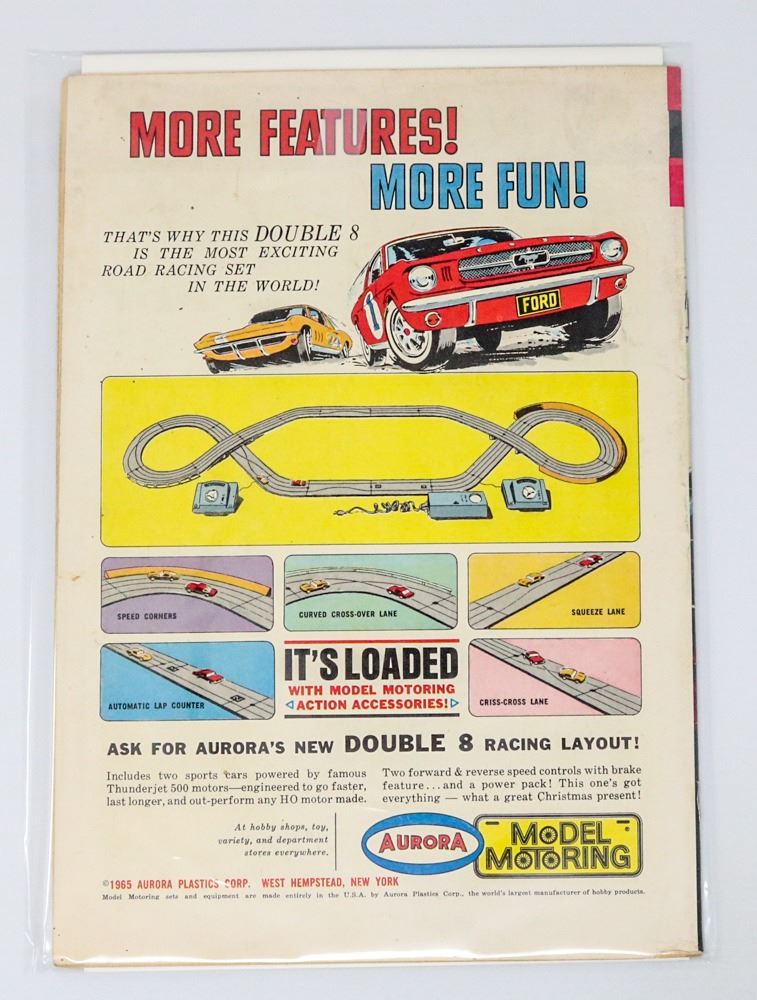 MORE FEATURES!
MORE FUN!
THAT'S WHY THIS DOUBLE 8
IS THE MOST EXCITING
ROAD RACING SET
IN THE WORLD!
1
FORD
SPEED CORNERS
CURVED CROSS-OVER LANE
SQUEEZE LANE
AUTOMATIC LAP COUNTER
IT'S LOADED
WITH MODEL MOTORING
ACTION ACCESSORIES!
CRISS-CROSS LANE
ASK FOR AURORA'S NEW DOUBLE 8 RACING LAYOUT!
Includes two sports cars powered by famous
Thunderjet 500 motors—engineered to go faster,
last longer, and out-perform any HO motor made.
Two forward & reverse speed controls with brake
feature...and a power pack! This one's got
everything — what a great Christmas present!
At hobby shops, toy,
variety, and department
stores everywhere.
AURORA
MODEL
MOTORING
®
©1965 AURORA PLASTICS CORP. WEST HEMPSTEAD, NEW YORK
Model Motoring sets and equipment are made entirely in the U.S.A. by Aurora Plastics Corp., the world's largest manufacturer of hobby products.